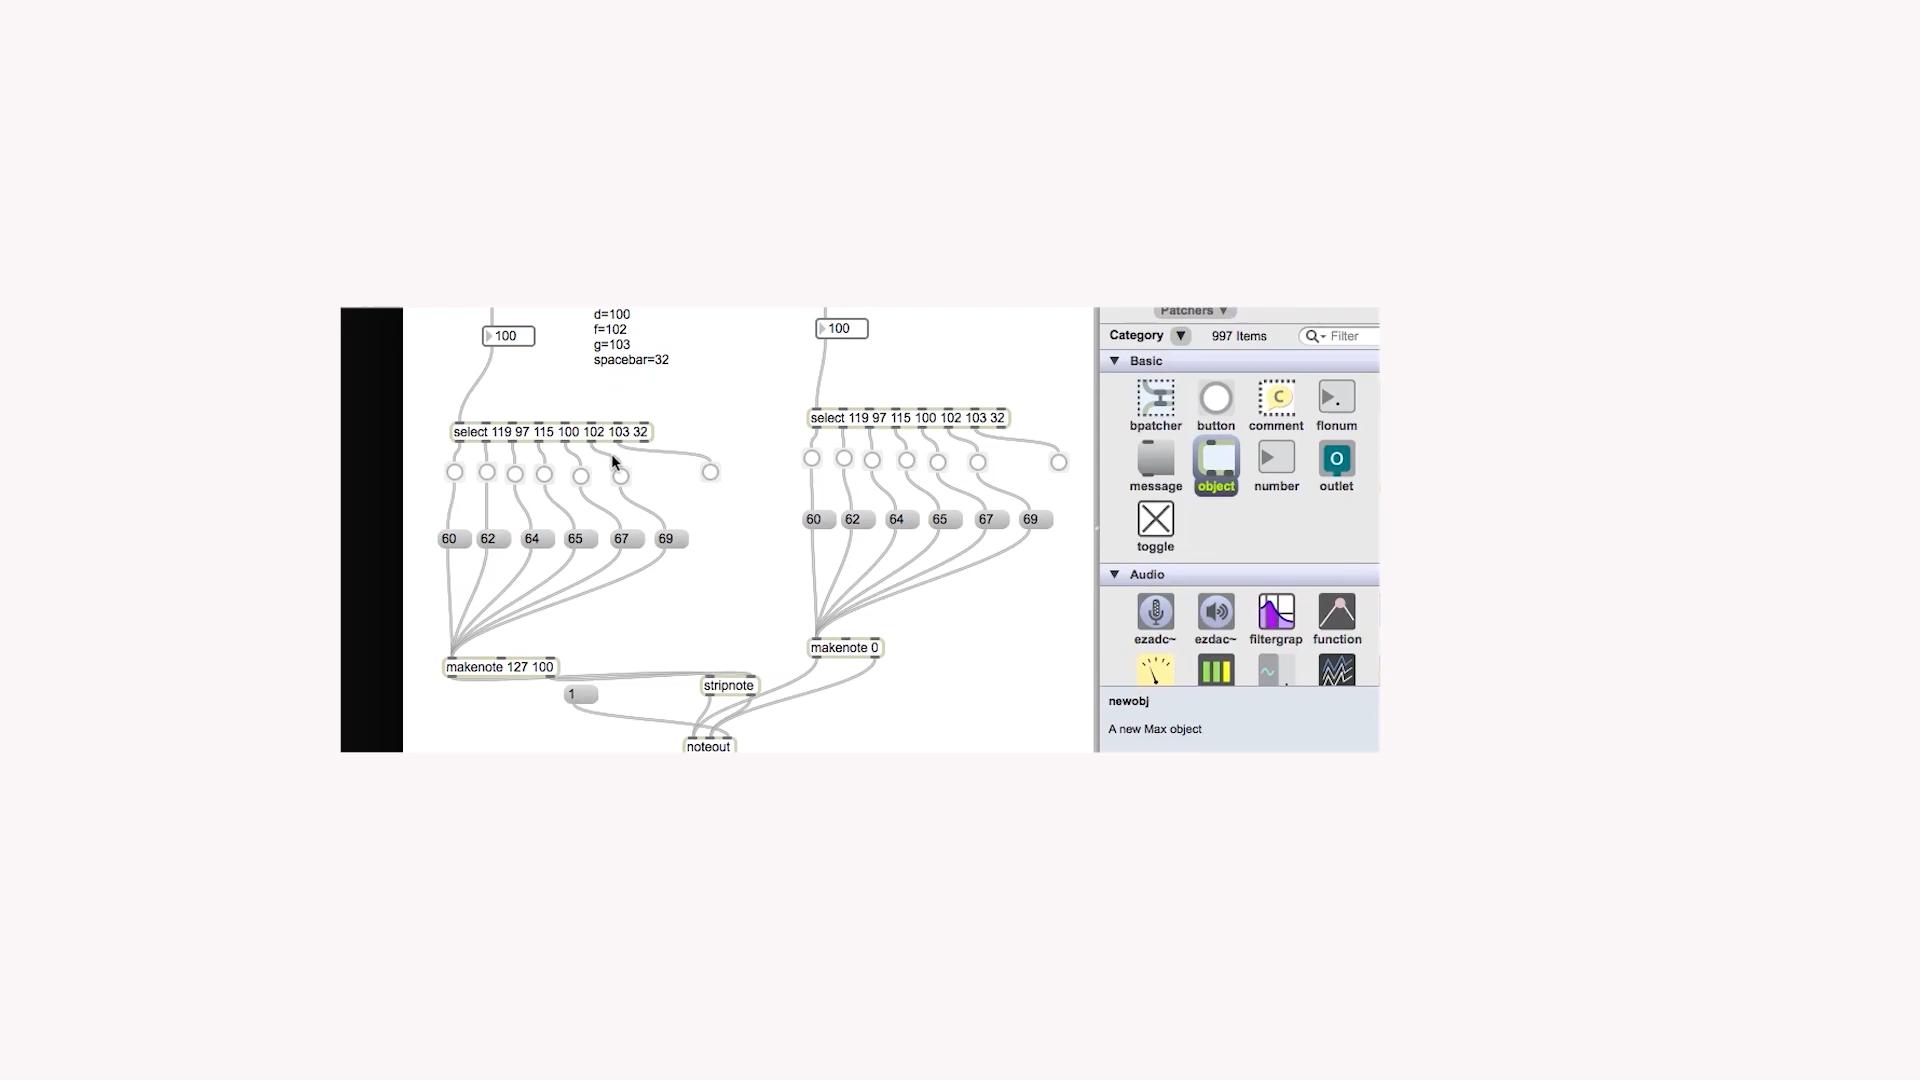 d=100
f=102
g=103
spacebar=32
100
100
select 119 97 115 100 102 103 32
select 119 97 115 100 102 103 32
60 62 64 65 67 69
60 62 64 65 67 69
makenote 127 100
makenote 0
1
stripnote
noteout
Patchers
Category 997 Items Filter
Basic
bpatcher button comment flonum
message object number outlet
toggle
Audio
ezadc~ ezdac~ filtergrap function
newobj
A new Max object